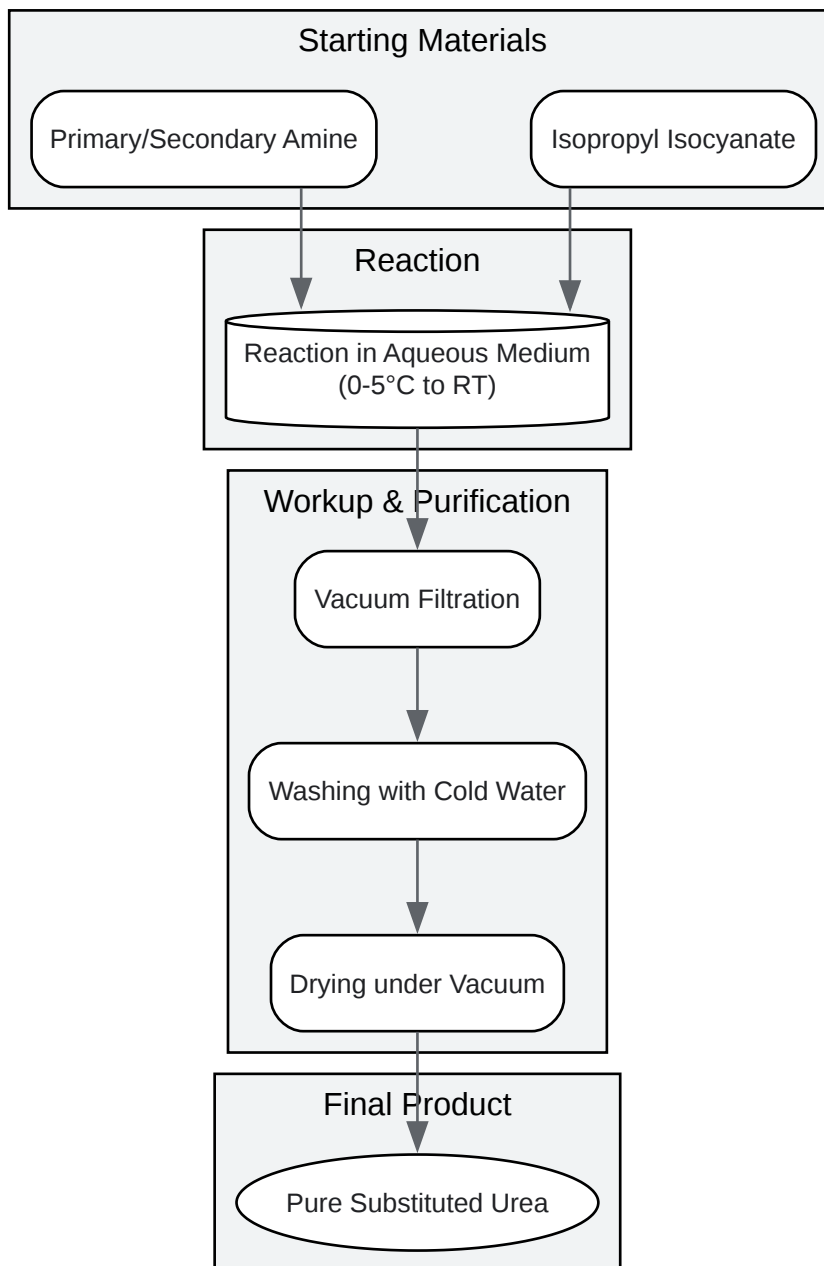 Starting Materials
Primary/Secondary Amine
Isopropyl Isocyanate
Reaction
Reaction in Aqueous Medium
(0-5°C to RT)
Workup & Purification
Vacuum Filtration
Washing with Cold Water
Drying under Vacuum
Final Product
Pure Substituted Urea